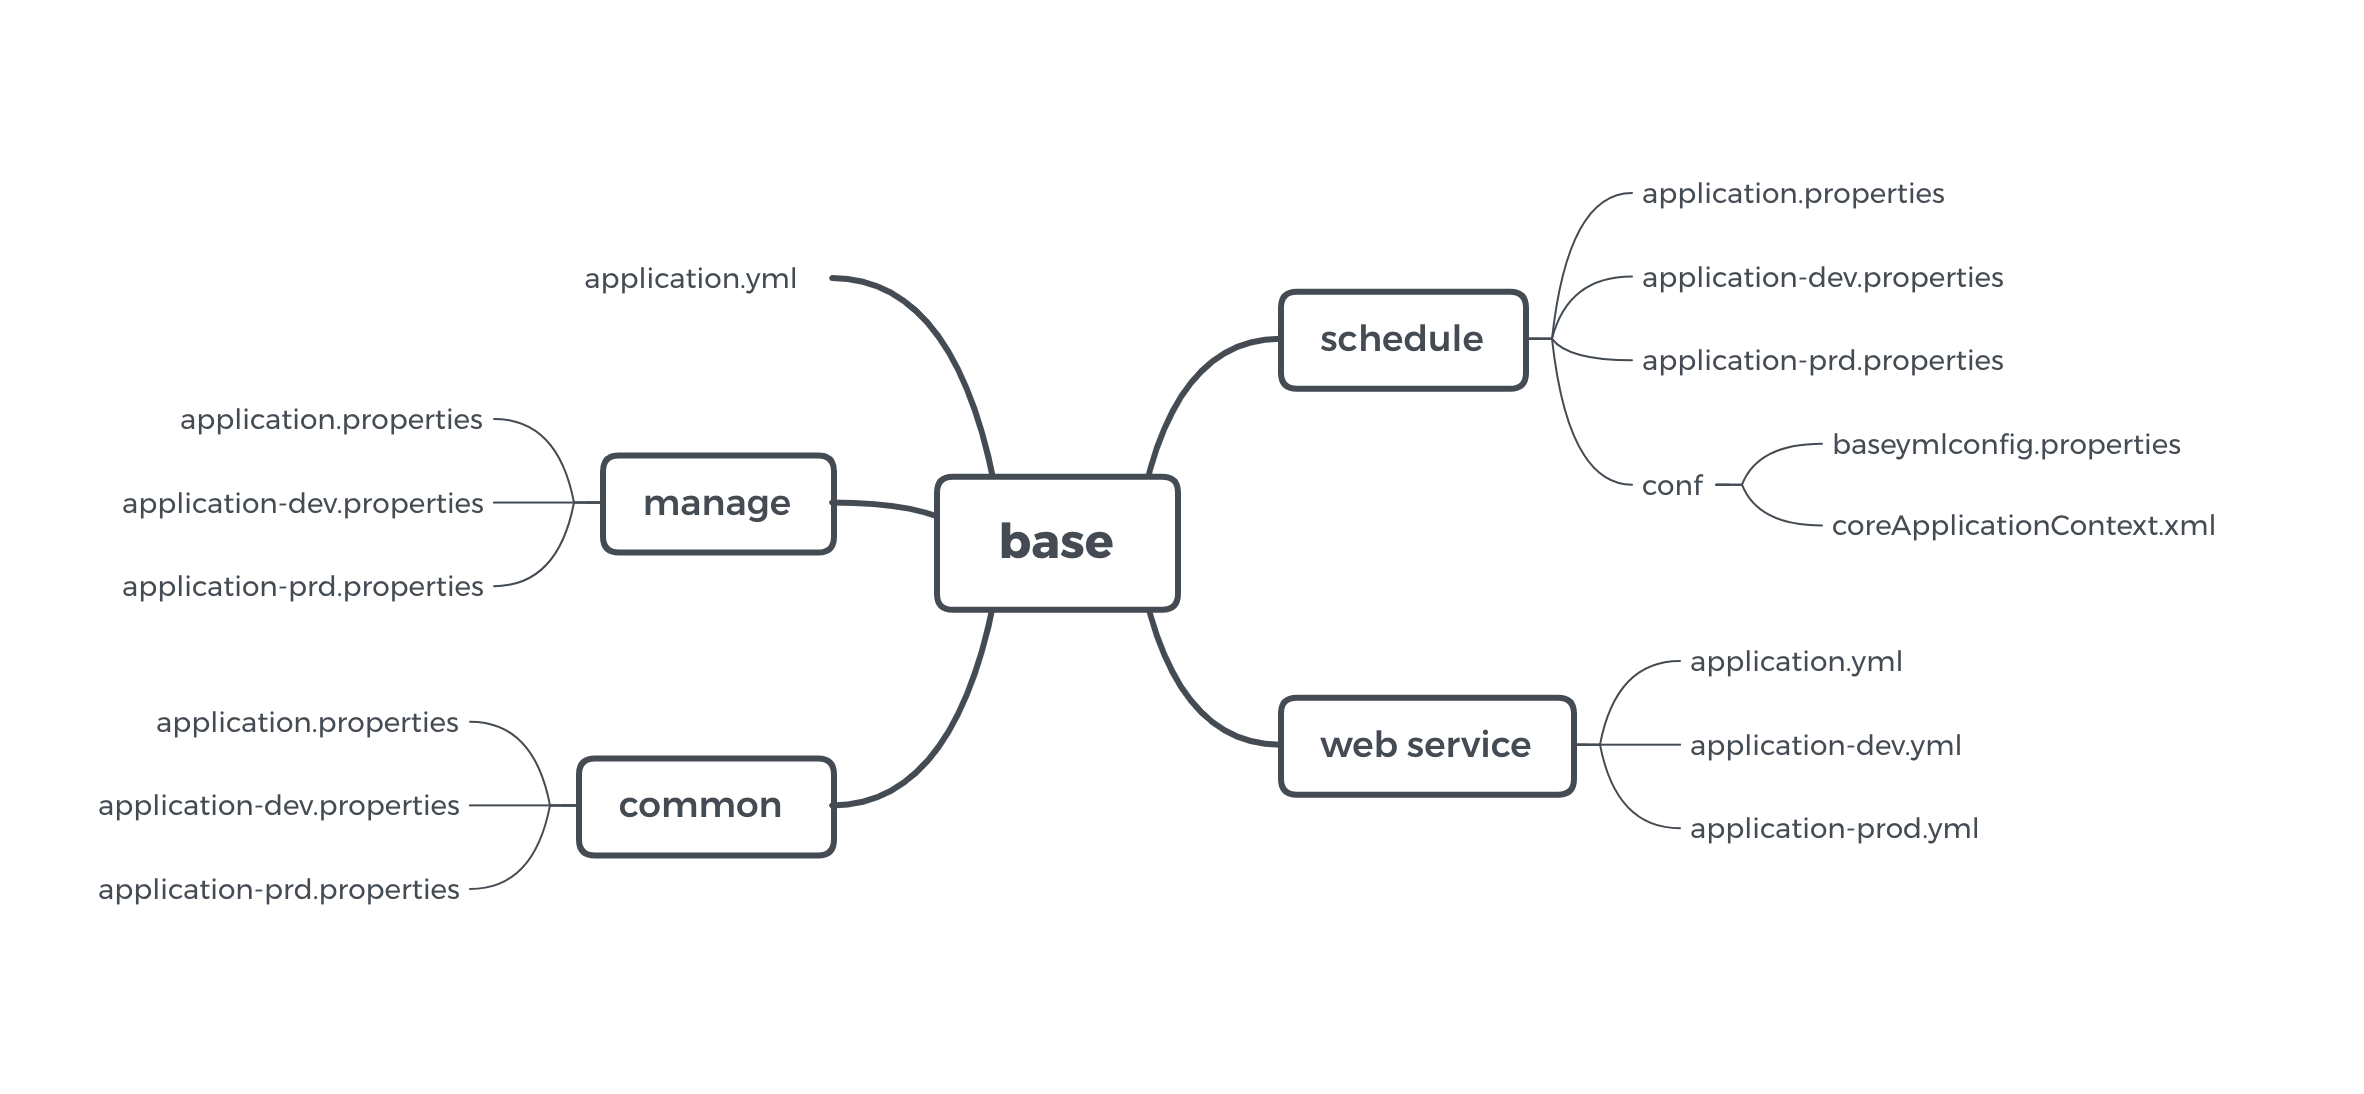 base
schedule
application.properties
application-dev.properties
application-prd.properties
conf
baseymlconfig.properties
coreApplicationContext.xml
web service
application.yml
application-dev.yml
application-prod.yml
application.yml
manage
application.properties
application-dev.properties
application-prd.properties
common
application.properties
application-dev.properties
application-prd.properties